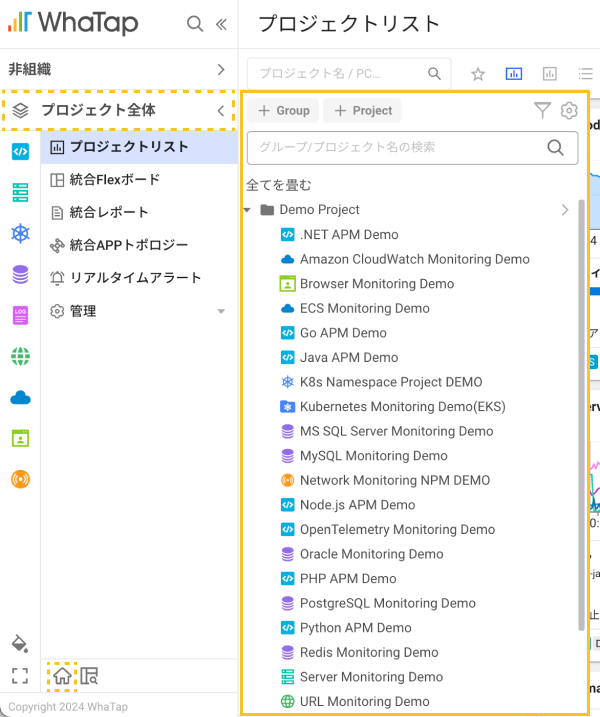 WhaTap
プロジェクトリスト
非組織
プロジェクト名 / PC...
プロジェクト全体
+ Group
+ Project
プロジェクトリスト
グループ/プロジェクト名の検索
統合Flexボード
全てを畳む
統合レポート
Demo Project
統合APPトポロジー
.NET APM Demo
リアルタイムアラート
Amazon CloudWatch Monitoring Demo
管理
Browser Monitoring Demo
ECS Monitoring Demo
LOG
Go APM Demo
Java APM Demo
K8s Namespace Project DEMO
Kubernetes Monitoring Demo(EKS)
MS SQL Server Monitoring Demo
MySQL Monitoring Demo
Network Monitoring NPM DEMO
Node.js APM Demo
OpenTelemetry Monitoring Demo
Oracle Monitoring Demo
PHP APM Demo
PostgreSQL Monitoring Demo
Python APM Demo
Redis Monitoring Demo
Server Monitoring Demo
URL Monitoring Demo
Copyright 2024 WhaTap